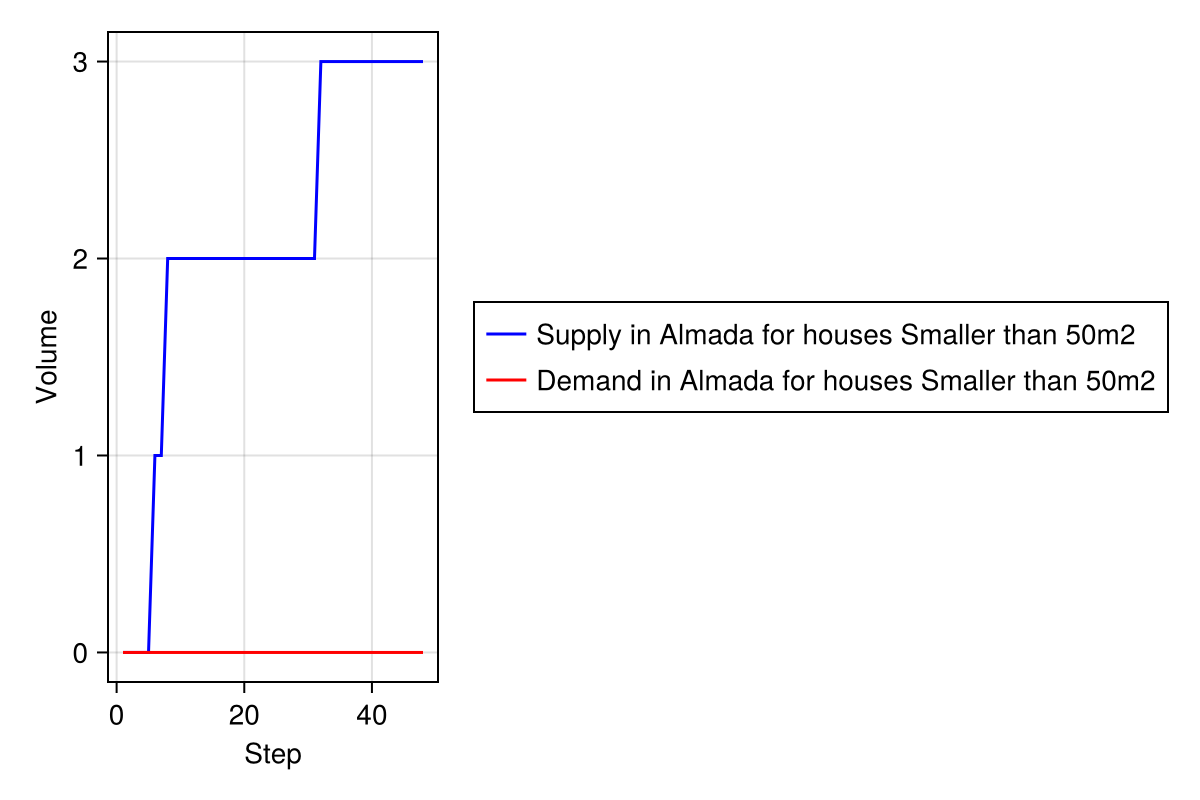 3
2
1
0
Volume
0 20 40
Step
Supply in Almada for houses Smaller than 50m2
Demand in Almada for houses Smaller than 50m2